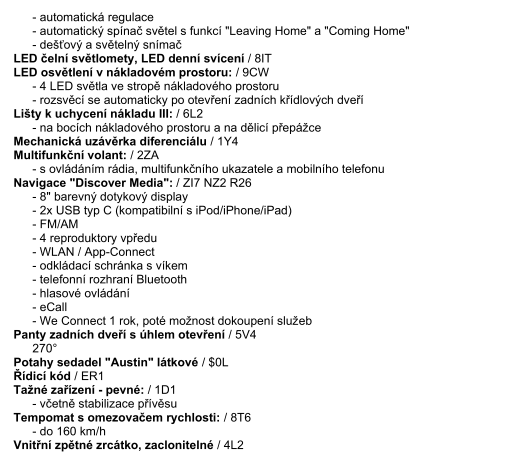 - automatická regulace
- automatický spínač světel s funkcí "Leaving Home" a "Coming Home"
- dešťový a světelný snímač
LED čelní světlomety, LED denní svícení / 8IT
LED osvětlení v nákladovém prostoru: / 9CW
- 4 LED světla ve stropě nákladového prostoru
- rozsvěcí se automaticky po otevření zadních křídlových dveří
Lišty k uchycení nákladu III: / 6L2
- na bocích nákladového prostoru a na dělicí přepážce
Mechanická uzávěrka diferenciálu / 1Y4
Multifunkční volant: / 2ZA
- s ovládáním rádia, multifunkčního ukazatele a mobilního telefonu
Navigace "Discover Media": / ZI7 NZ2 R26
- 8" barevný dotykový display
- 2x USB typ C (kompatibilní s iPod/iPhone/iPad)
- FM/AM
- 4 reproduktory vpředu
- WLAN / App-Connect
- odkládací schránka s víkem
- telefonní rozhraní Bluetooth
- hlasové ovládání
- eCall
- We Connect 1 rok, poté možnost dokoupení služeb
Panty zadních dveří s úhlem otevření / 5V4
270°
Potahy sedadel "Austin" látkové / $0L
Řídicí kód / ER1
Tažné zařízení - pevné: / 1D1
- včetně stabilizace přívěsu
Tempomat s omezovačem rychlosti: / 8T6
- do 160 km/h
Vnitřní zpětné zrcátko, zaclonitelné / 4L2